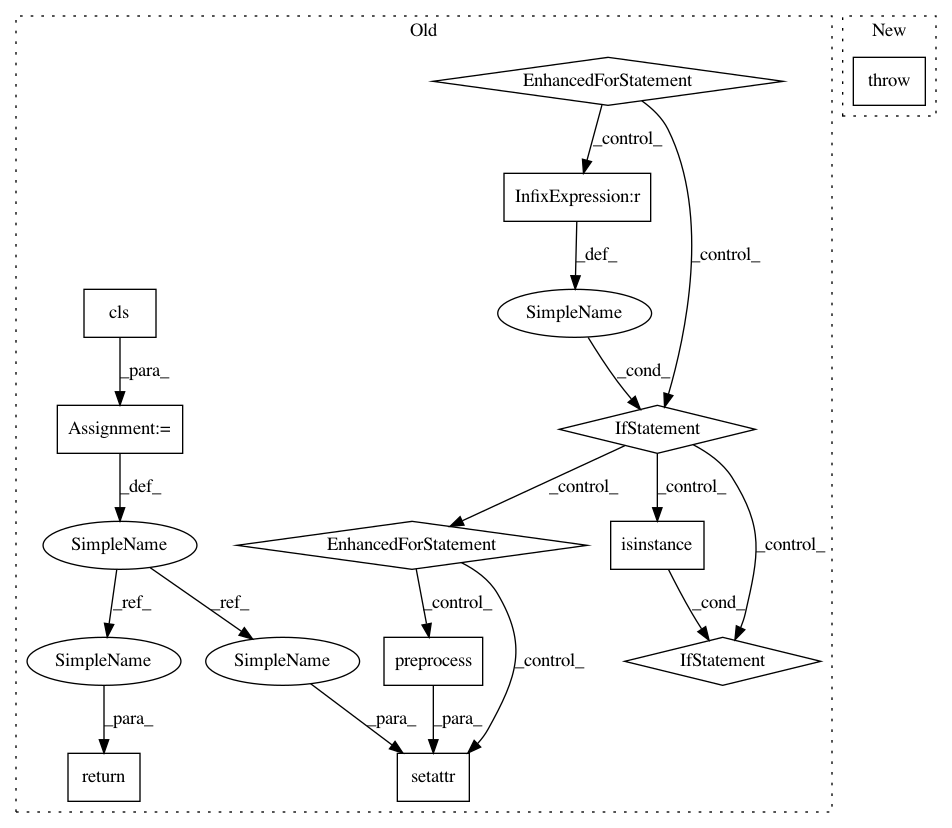 Old
New
EnhancedForStatement
throw
_control_
InfixExpression:r
_def_
_control_
cls
SimpleName
_para_
_cond_
Assignment:=
IfStatement
_def_
_control_
_control_
SimpleName
EnhancedForStatement
isinstance
_control_
_ref_
_ref_
_control_
_cond_
SimpleName
SimpleName
preprocess
_control_
IfStatement
_para_
_para_
_para_
return
setattr